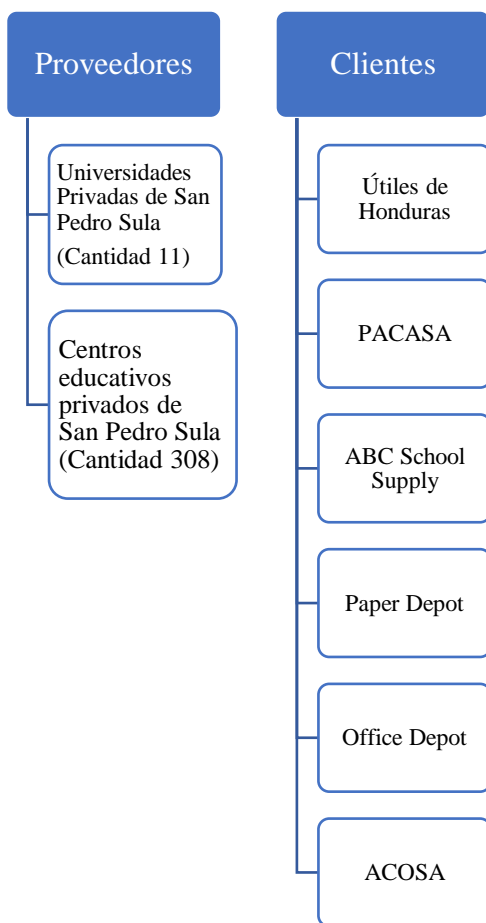 Proveedores
Universidades
Privadas de San
Pedro Sula
(Cantidad 11)
Centros
educativos
privados de
San Pedro Sula
(Cantidad 308)
Clientes
Útiles de
Honduras
PACASA
ABC School
Supply
Paper Depot
Office Depot
ACOSA